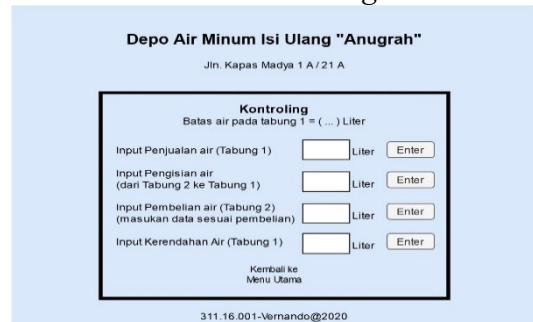 Depo Air Minum Isi Ulang "Anugrah"
Jln. Kapas Madya 1 A / 21 A
Kontroling
Batas air pada tabung 1 = ( ... ) Liter
Input Penjualan air (Tabung 1) Liter Enter
Input Pengisian air
(dari Tabung 2 ke Tabung 1) Liter Enter
Input Pembelian air (Tabung 2)
(masukan data sesuai pembelian) Liter Enter
Input Kerendahan Air (Tabung 1) Liter Enter
Kembali ke
Menu Utama
311.16.001-Vernando@2020